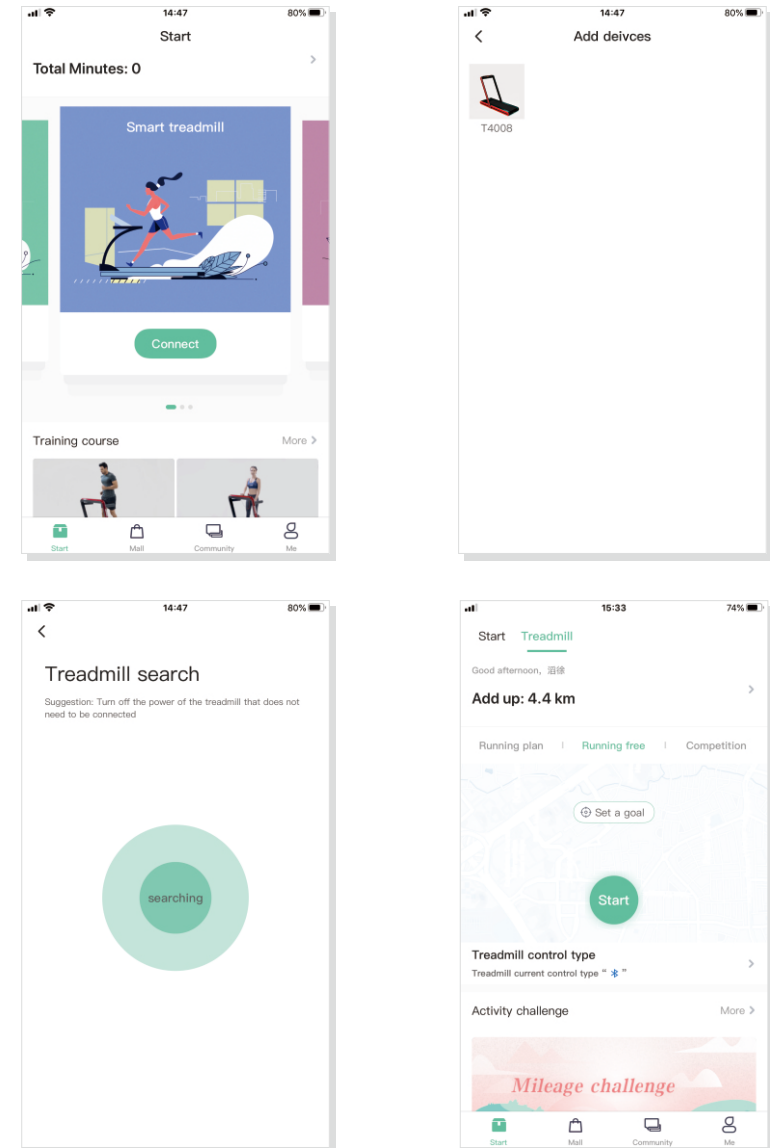 14:47
80%
Start
Total Minutes: 0
Smart treadmill
Connect
Training course
More
Start
Mall
Community
Me
14:47
80%
Add deivces
T4008
14:47
80%
Treadmill search
Suggestion: Turn off the power of the treadmill that does not
need to be connected
searching
15:33
74%
Start Treadmill
Good afternoon,
Add up: 4.4 km
Running plan
Running free
Competition
Set a goal
Start
Treadmill control type
Treadmill current control type “ ”
Activity challenge
More
Mileage challenge
Start
Mall
Community
Me